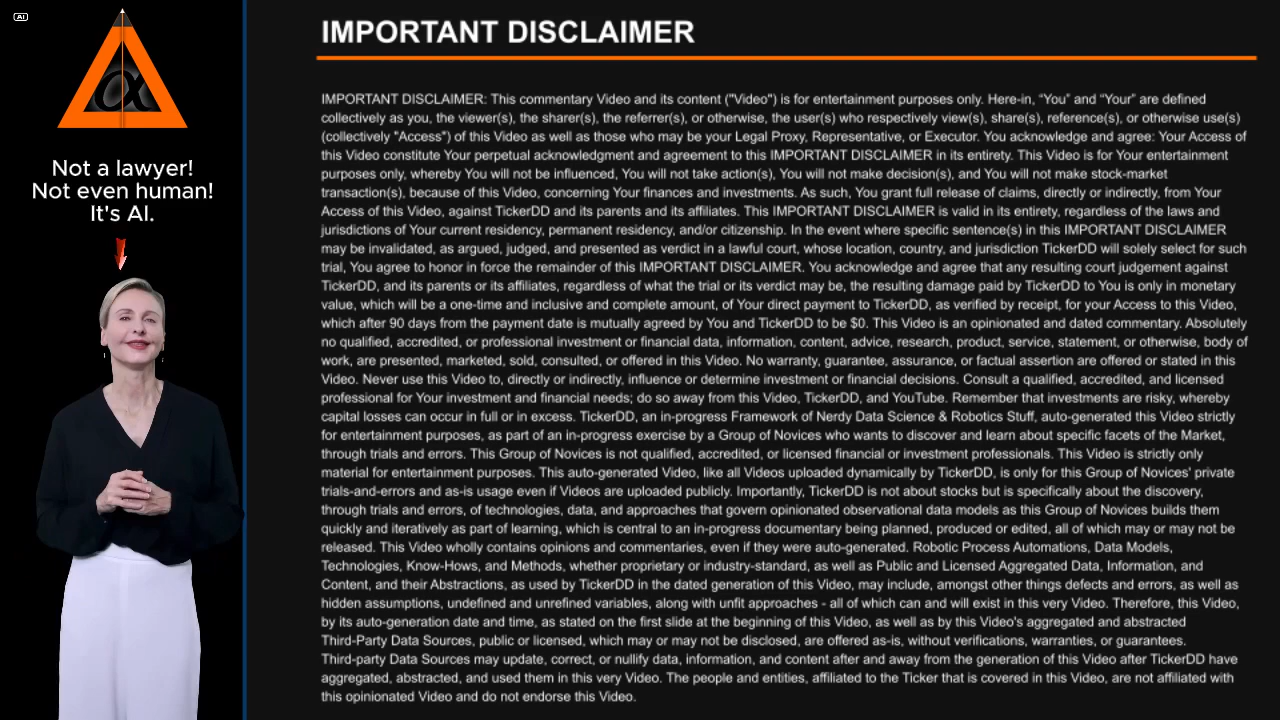 AI
α
Not a lawyer!
Not even human!
It's AI.
IMPORTANT DISCLAIMER
IMPORTANT DISCLAIMER: This commentary Video and its content ("Video") is for entertainment purposes only. Here-in, “You” and “Your” are defined
collectively as you, the viewer(s), the sharer(s), the referrer(s), or otherwise, the user(s) who respectively view(s), share(s), reference(s), or otherwise use(s)
(collectively "Access") of this Video as well as those who may be your Legal Proxy, Representative, or Executor. You acknowledge and agree: Your Access of
this Video constitute Your perpetual acknowledgment and agreement to this IMPORTANT DISCLAIMER in its entirety. This Video is for Your entertainment
purposes only, whereby You will not be influenced, You will not take action(s), You will not make decision(s), and You will not make stock-market
transaction(s), because of this Video, concerning Your finances and investments. As such, You grant full release of claims, directly or indirectly, from Your
Access of this Video, against TickerDD and its parents and its affiliates. This IMPORTANT DISCLAIMER is valid in its entirety, regardless of the laws and
jurisdictions of Your current residency, permanent residency, and/or citizenship. In the event where specific sentence(s) in this IMPORTANT DISCLAIMER
may be invalidated, as argued, judged, and presented as verdict in a lawful court, whose location, country, and jurisdiction TickerDD will solely select for such
trial, You agree to honor in force the remainder of this IMPORTANT DISCLAIMER. You acknowledge and agree that any resulting court judgement against
TickerDD, and its parents or its affiliates, regardless of what the trial or its verdict may be, the resulting damage paid by TickerDD to You is only in monetary
value, which will be a one-time and inclusive and complete amount, of Your direct payment to TickerDD, as verified by receipt, for your Access to this Video,
which after 90 days from the payment date is mutually agreed by You and TickerDD to be $0. This Video is an opinionated and dated commentary. Absolutely
no qualified, accredited, or professional investment or financial data, information, content, advice, research, product, service, statement, or otherwise, body of
work, are presented, marketed, sold, consulted, or offered in this Video. No warranty, guarantee, assurance, or factual assertion are offered or stated in this
Video. Never use this Video to, directly or indirectly, influence or determine investment or financial decisions. Consult a qualified, accredited, and licensed
professional for Your investment and financial needs; do so away from this Video, TickerDD, and YouTube. Remember that investments are risky, whereby
capital losses can occur in full or in excess. TickerDD, an in-progress Framework of Nerdy Data Science & Robotics Stuff, auto-generated this Video strictly
for entertainment purposes, as part of an in-progress exercise by a Group of Novices who wants to discover and learn about specific facets of the Market,
through trials and errors. This Group of Novices is not qualified, accredited, or licensed financial or investment professionals. This Video is strictly only
material for entertainment purposes. This auto-generated Video, like all Videos uploaded dynamically by TickerDD, is only for this Group of Novices' private
trials-and-errors and as-is usage even if Videos are uploaded publicly. Importantly, TickerDD is not about stocks but is specifically about the discovery,
through trials and errors, of technologies, data, and approaches that govern opinionated observational data models as this Group of Novices builds them
quickly and iteratively as part of learning, which is central to an in-progress documentary being planned, produced or edited, all of which may or may not be
released. This Video wholly contains opinions and commentaries, even if they were auto-generated. Robotic Process Automations, Data Models,
Technologies, Know-Hows, and Methods, whether proprietary or industry-standard, as well as Public and Licensed Aggregated Data, Information, and
Content, and their Abstractions, as used by TickerDD in the dated generation of this Video, may include, amongst other things defects and errors, as well as
hidden assumptions, undefined and unrefined variables, along with unfit approaches - all of which can and will exist in this very Video. Therefore, this Video,
by its auto-generation date and time, as stated on the first slide at the beginning of this Video, as well as by this Video's aggregated and abstracted
Third-Party Data Sources, public or licensed, which may or may not be disclosed, are offered as-is, without verifications, warranties, or guarantees.
Third-party Data Sources may update, correct, or nullify data, information, and content after and away from the generation of this Video after TickerDD have
aggregated, abstracted, and used them in this very Video. The people and entities, affiliated to the Ticker that is covered in this Video, are not affiliated with
this opinionated Video and do not endorse this Video.